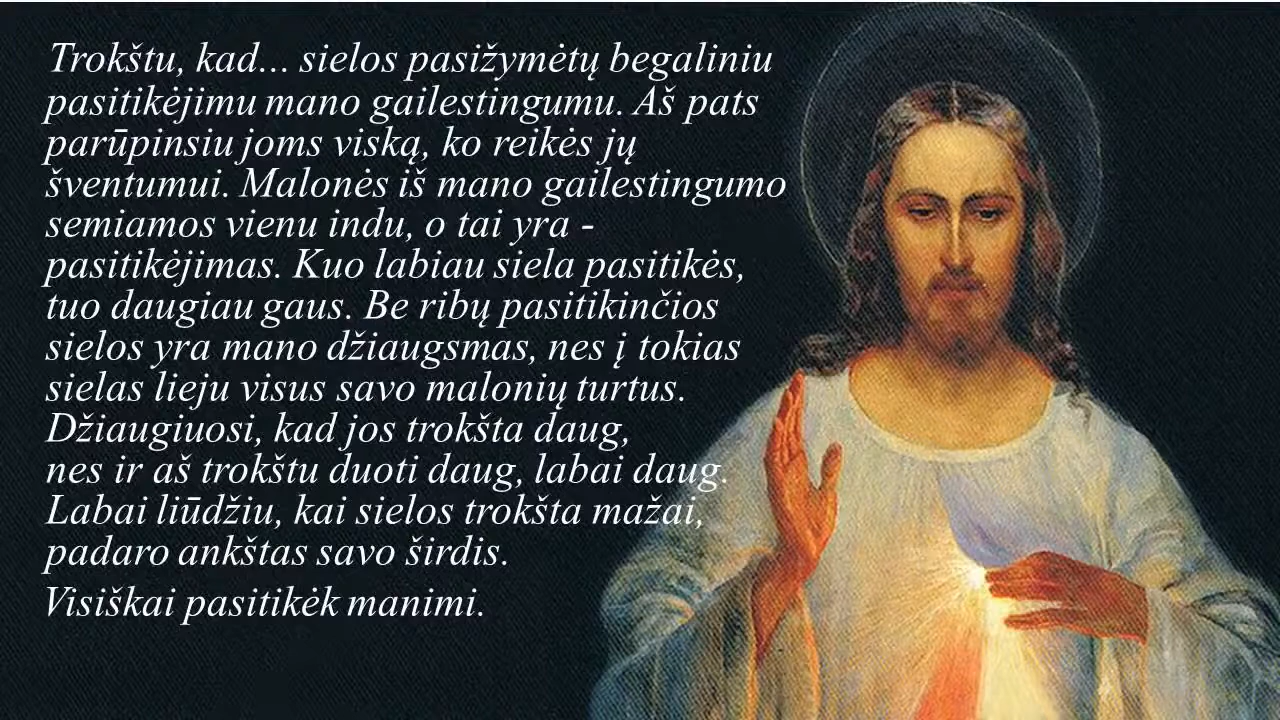 Trokštu, kad... sielos pasižymėtų begaliniu
pasitikėjimu mano gailestingumu. Aš pats
parūpinsiu joms viską, ko reikės jų
šventumui. Malonės iš mano gailestingumo
semiamos vienu indu, o tai yra -
pasitikėjimas. Kuo labiau siela pasitikės,
tuo daugiau gaus. Be ribų pasitikinčios
sielos yra mano džiaugsmas, nes į tokias
sielas lieju visus savo malonių turtus.
Džiaugiuosi, kad jos trokšta daug,
nes ir aš trokštu duoti daug, labai daug.
Labai liūdžiu, kai sielos trokšta mažai,
padaro ankštas savo širdis.
Visiškai pasitikėk manimi.